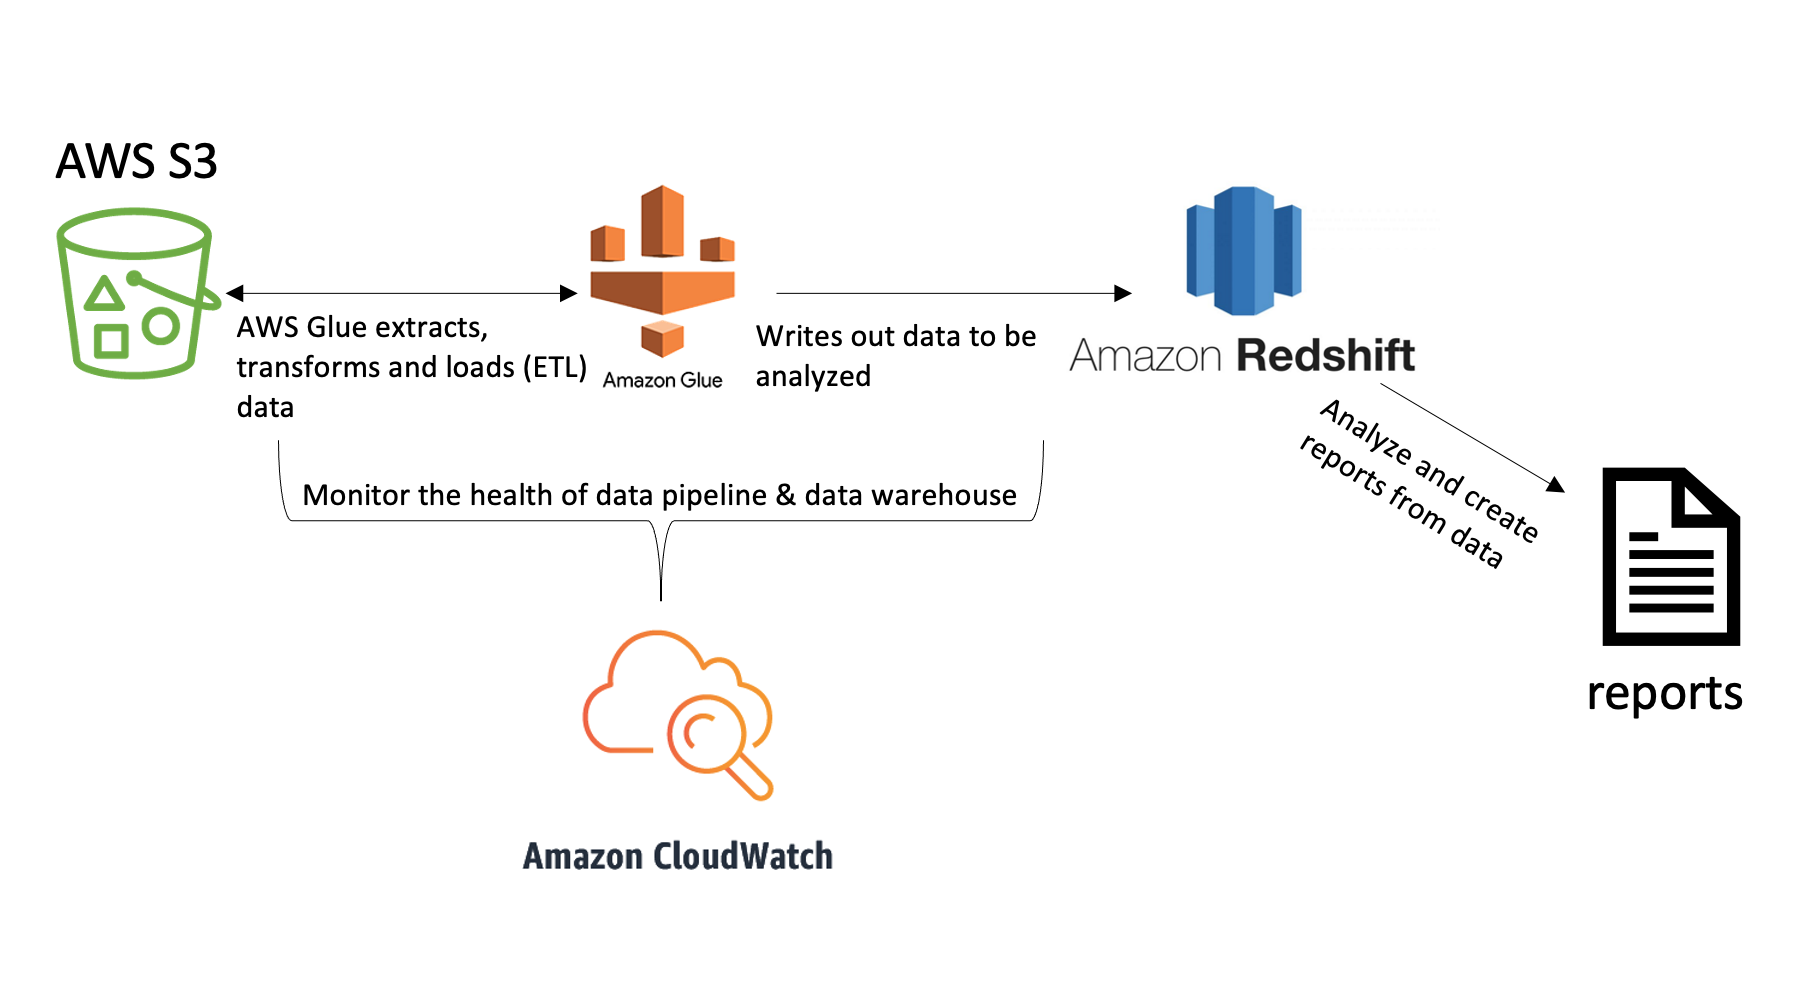 AWS S3
AWS Glue extracts,
transforms and loads (ETL)
data
Amazon Glue
Writes out data to be
analyzed
Amazon Redshift
Analyze and create
reports from data
Monitor the health of data pipeline & data warehouse
reports
Amazon CloudWatch